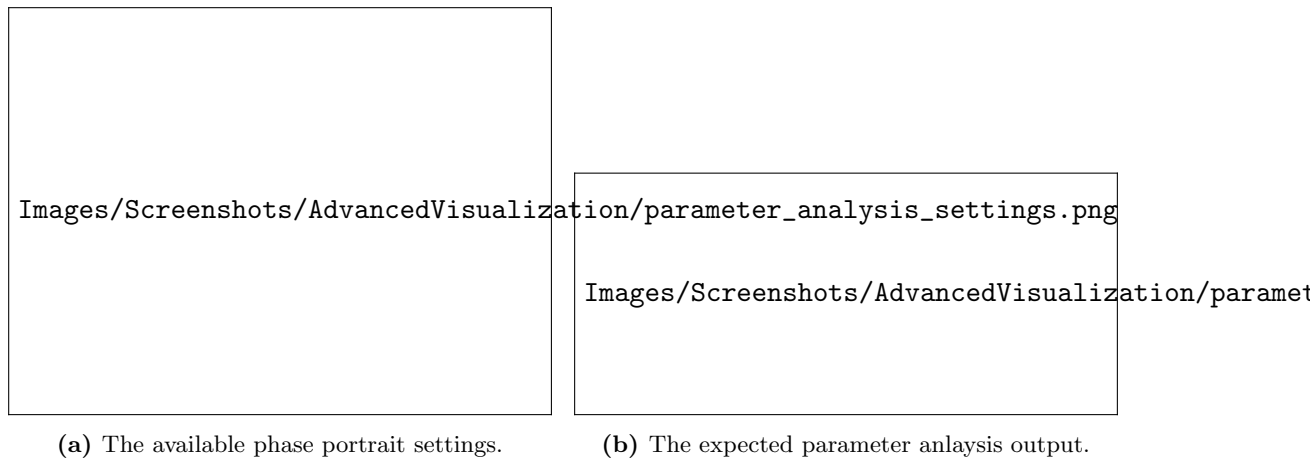 Images/Screenshots/AdvancedVisualization/parameter_analysis_settings.png
Images/Screenshots/AdvancedVisualization/paramet
(a) The available phase portrait settings.
(b) The expected parameter anlaysis output.